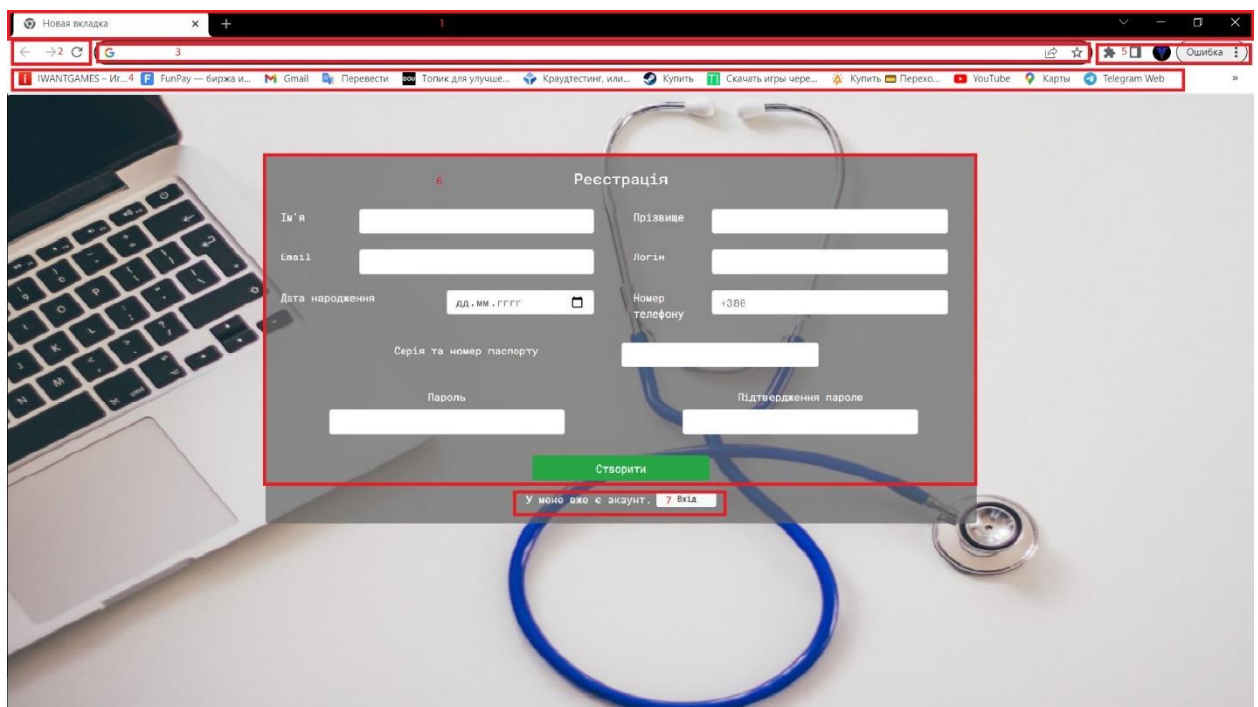 Новая вкладка × + 1
2 G 3 5 Ошибка
IWANTGAMES – Иг... 4 FunPay — биржа и... Gmail Перевести DOU Топик для улучше... Краудтестинг, или... Купить Скачать игры чере... Купить Перехо... YouTube Карты Telegram Web »
6 Реєстрація
Ім'я Прізвище
Email Логін
Дата народження дд.мм.гггг Номер телефону +380
Серія та номер паспорту
Пароль Підтвердження паролю
Створити
У мене вже є акаунт. 7 Вхід